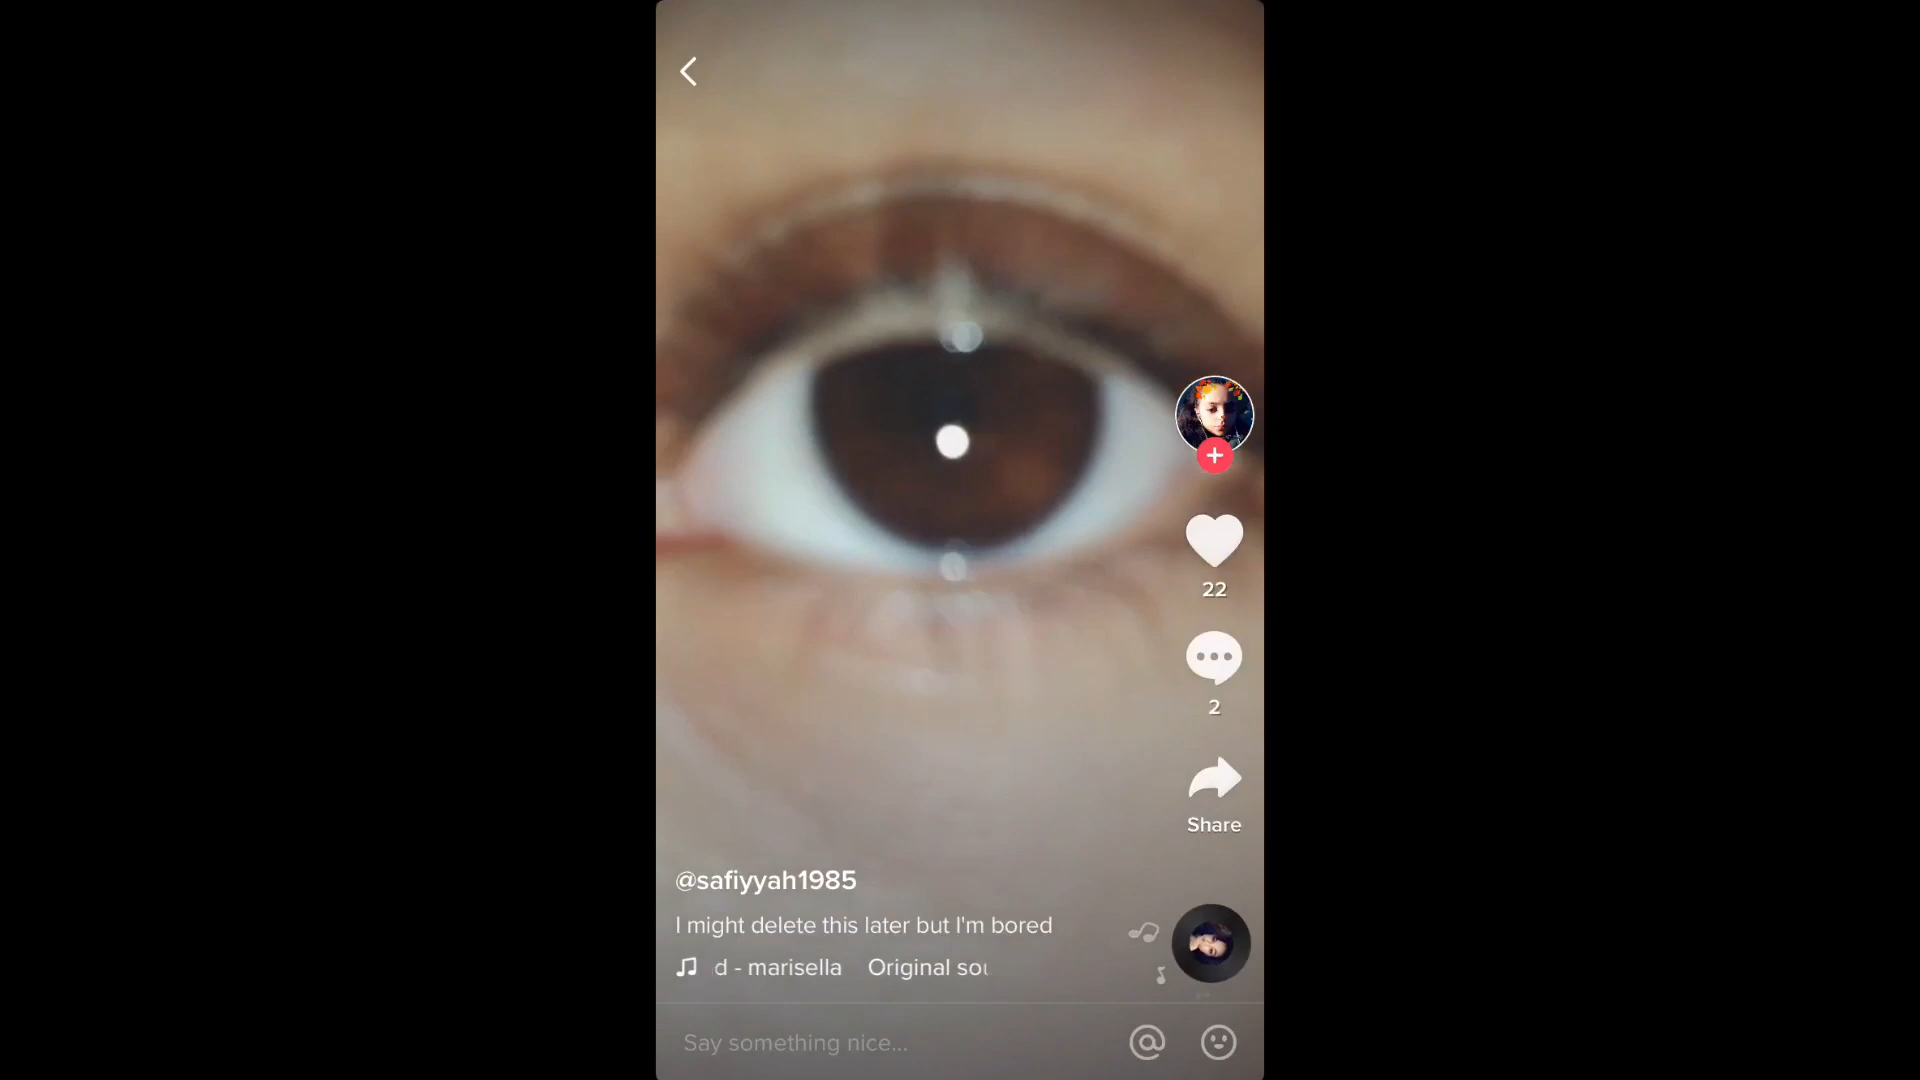 22
2
Share
@safiyyah1985
I might delete this later but I'm bored
d - marisella Original sou
Say something nice...